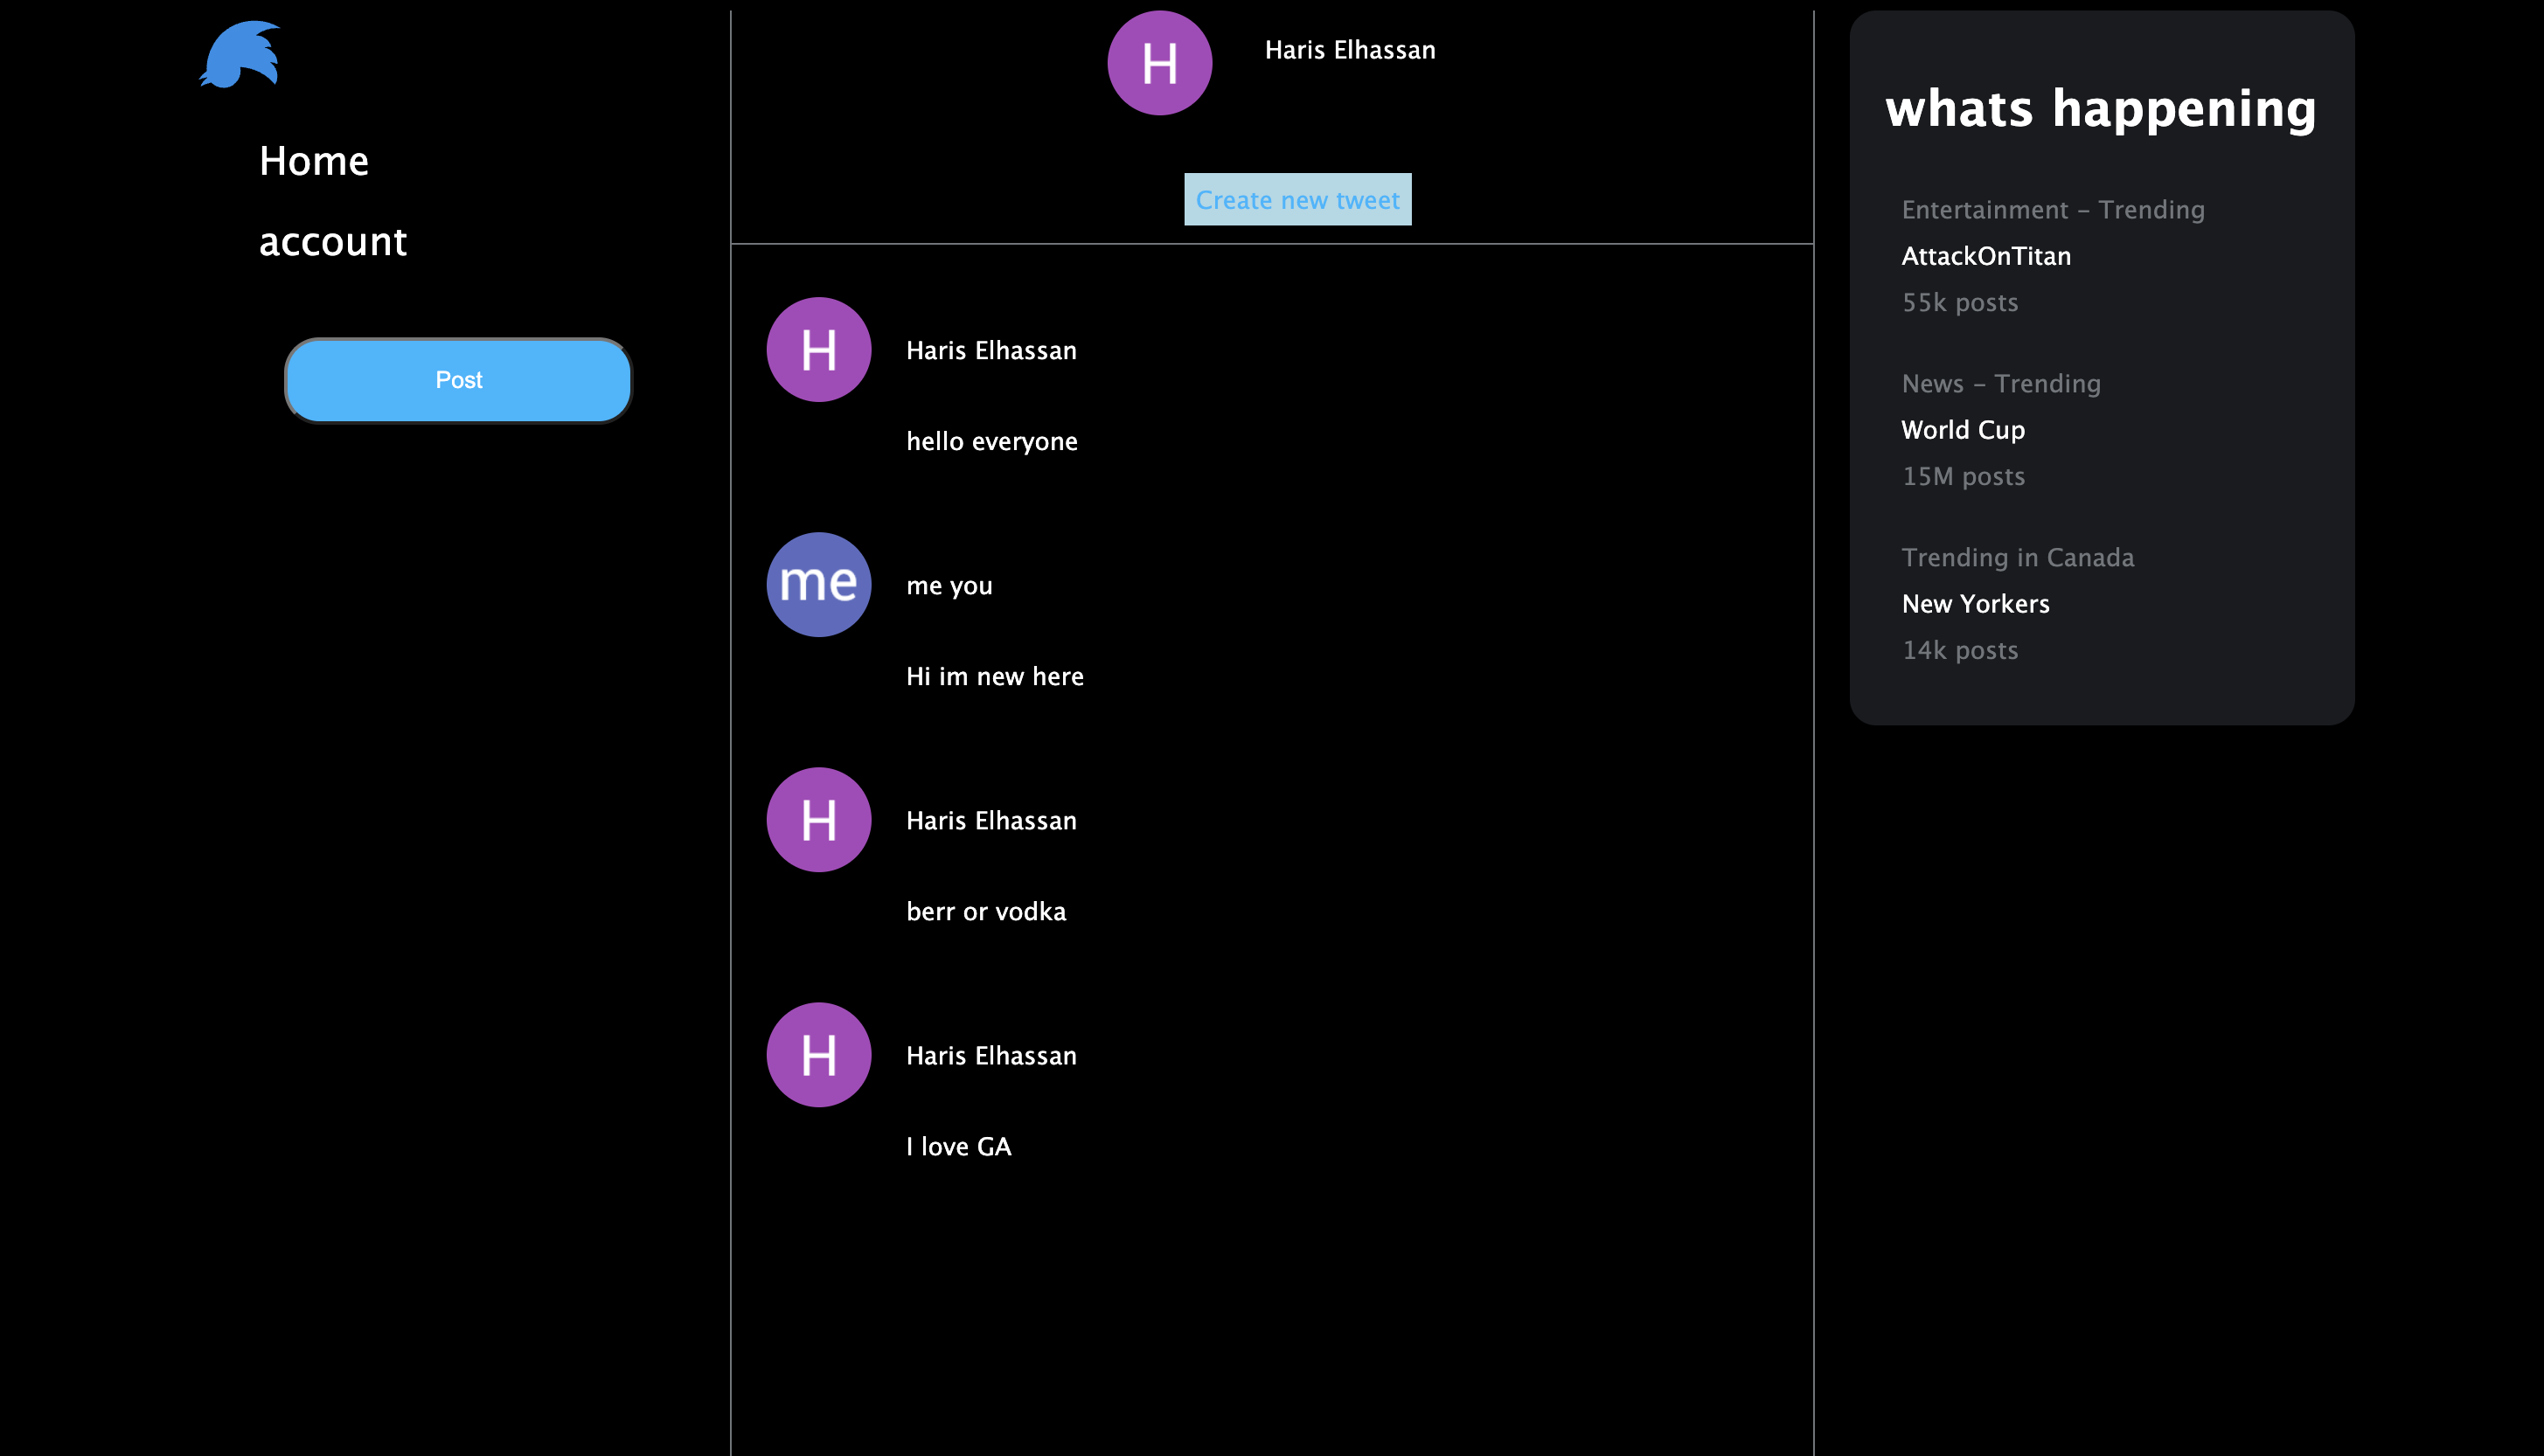 Home
account
Post
H
Haris Elhassan
Create new tweet
H
Haris Elhassan
hello everyone
me
me you
Hi im new here
H
Haris Elhassan
berr or vodka
H
Haris Elhassan
I love GA
whats happening
Entertainment - Trending
AttackOnTitan
55k posts
News - Trending
World Cup
15M posts
Trending in Canada
New Yorkers
14k posts